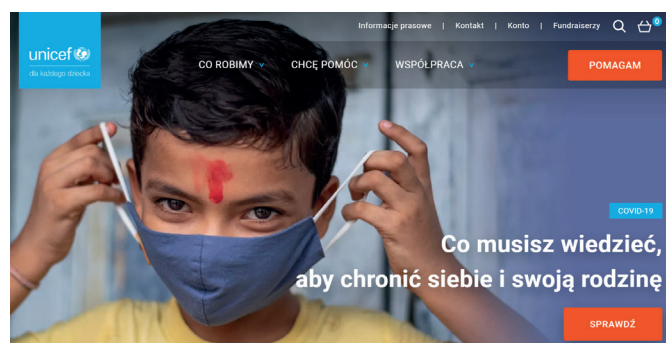 Informacje prasowe | Kontakt | Konto | Fundraiserzy 0
unicef
dla każdego dziecka
CO ROBIMY CHCĘ POMÓC WSPÓŁPRACA POMAGAM
COVID-19
Co musisz wiedzieć,
aby chronić siebie i swoją rodzinę
SPRAWDŹ